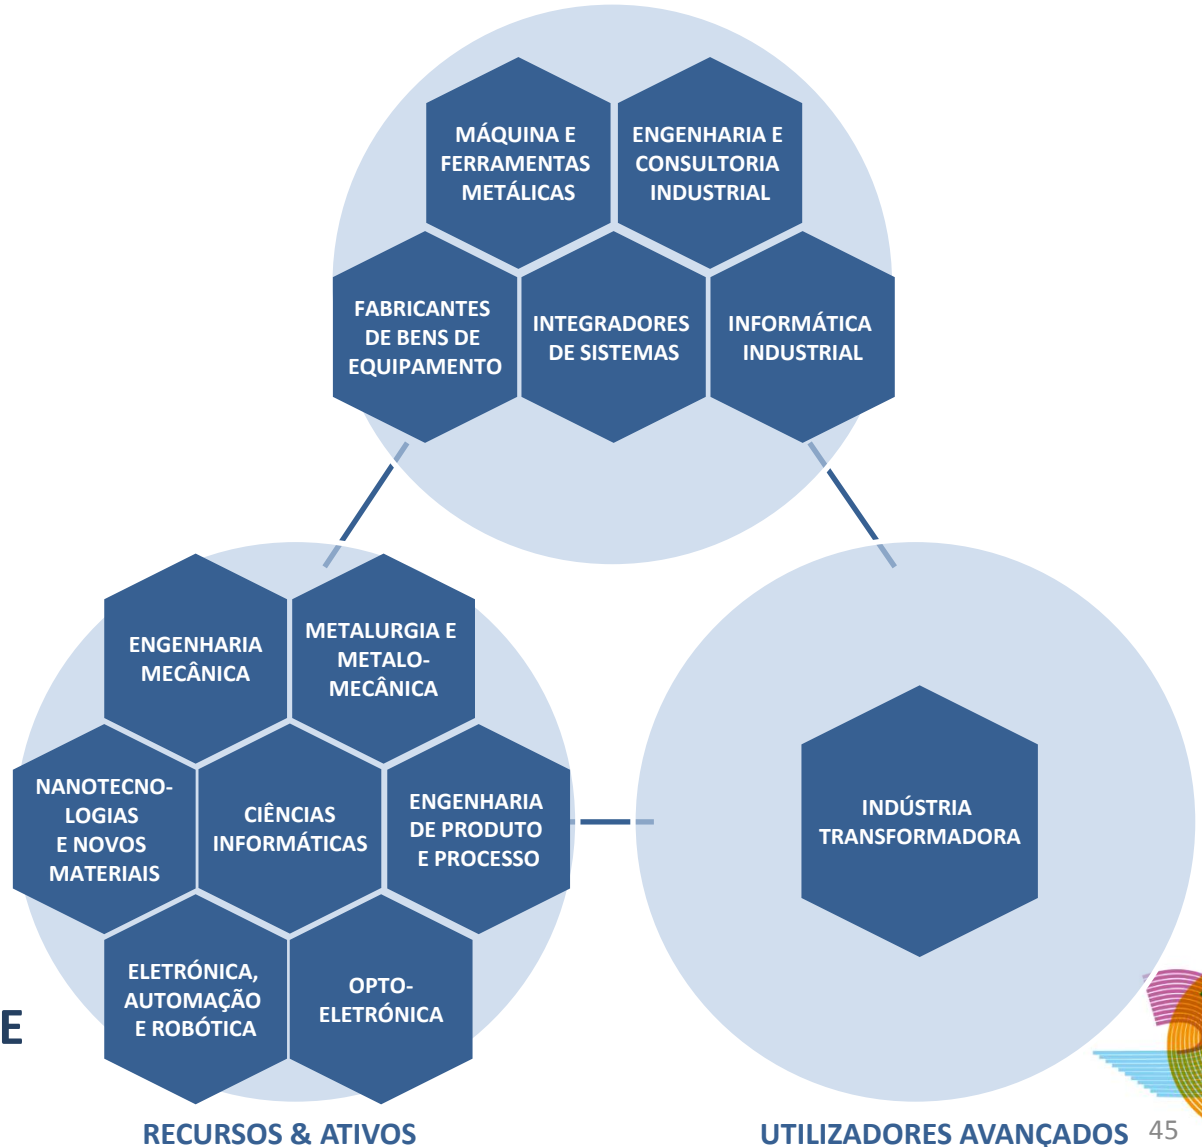 MÁQUINA E
FERRAMENTAS
METÁLICAS
ENGENHARIA E
CONSULTORIA
INDUSTRIAL
FABRICANTES
DE BENS DE
EQUIPAMENTO
INTEGRADORES
DE SISTEMAS
INFORMÁTICA
INDUSTRIAL
ENGENHARIA
MECÂNICA
METALURGIA E
METALO-
MECÂNICA
NANOTECNO-
LOGIAS
E NOVOS
MATERIAIS
CIÊNCIAS
INFORMÁTICAS
ENGENHARIA
DE PRODUTO
E PROCESSO
INDÚSTRIA
TRANSFORMADORA
ELETRÓNICA,
AUTOMAÇÃO
E ROBÓTICA
OPTO-
ELETRÓNICA
E
RECURSOS & ATIVOS
UTILIZADORES AVANÇADOS
45